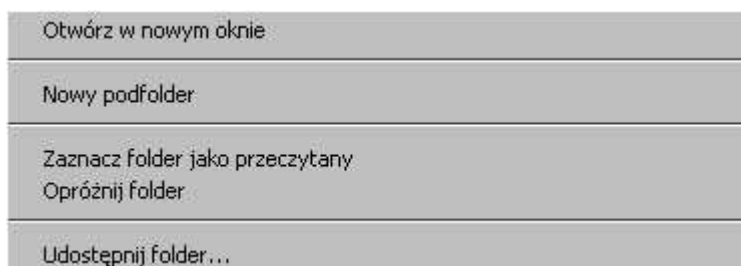 Otwórz w nowym oknie
Nowy podfolder
Zaznacz folder jako przeczytany
Opróżnij folder
Udostępnij folder...